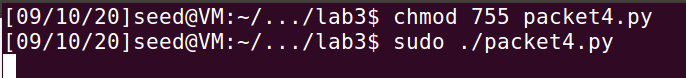 [09/10/20]seed@VM:~/.../lab3$ chmod 755 packet4.py
[09/10/20]seed@VM:~/.../lab3$ sudo ./packet4.py